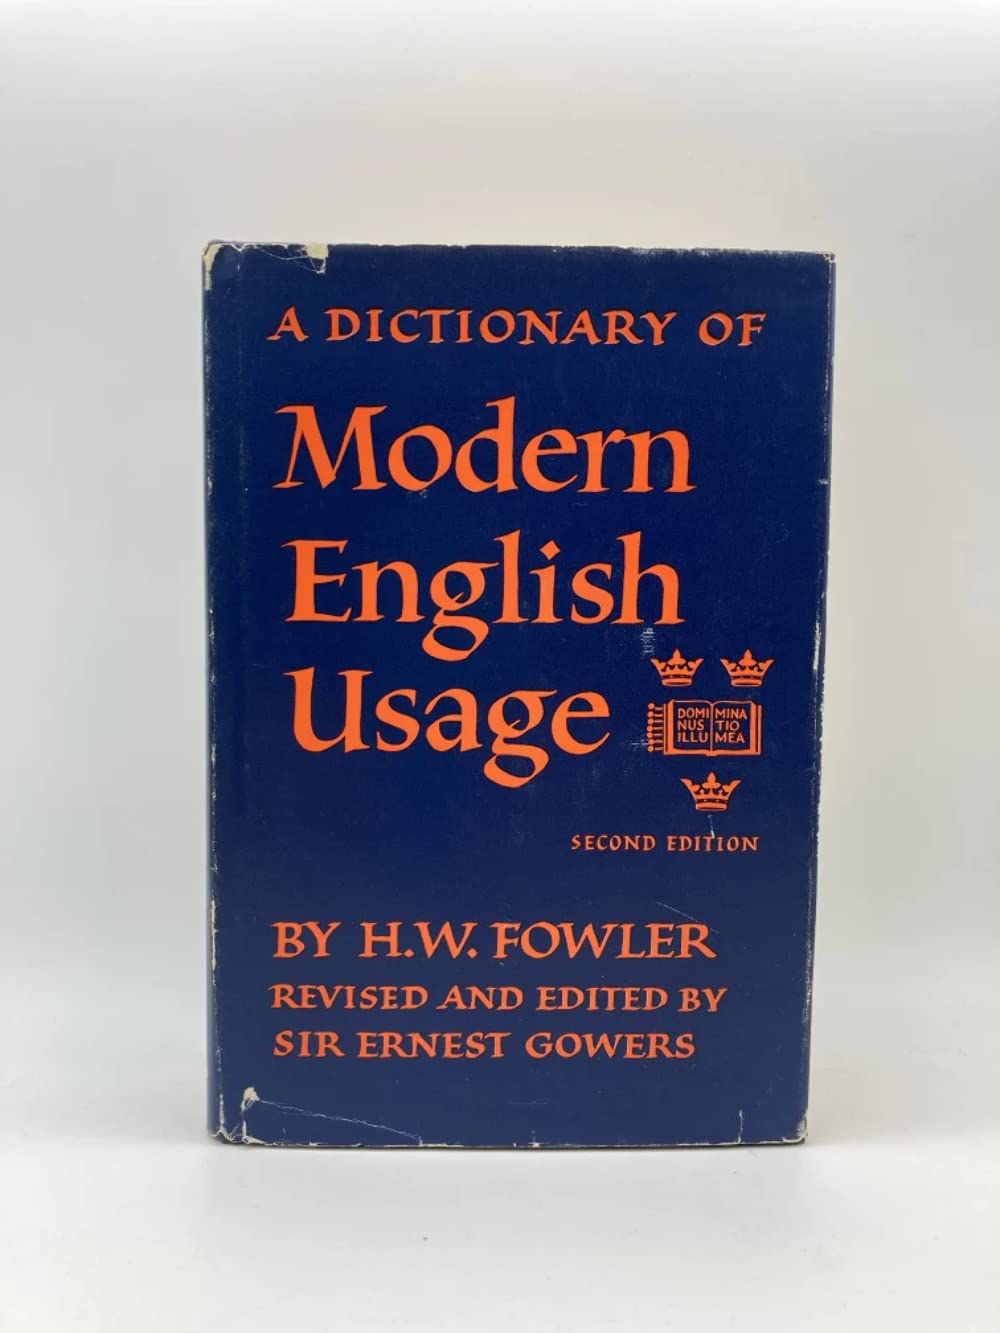 A DICTIONARY OF
Modern
English
Usage
DOMI MINA
NUS TIO
ILLU MEA
SECOND EDITION
BY H.W. FOWLER
REVISED AND EDITED BY
SIR ERNEST GOWERS